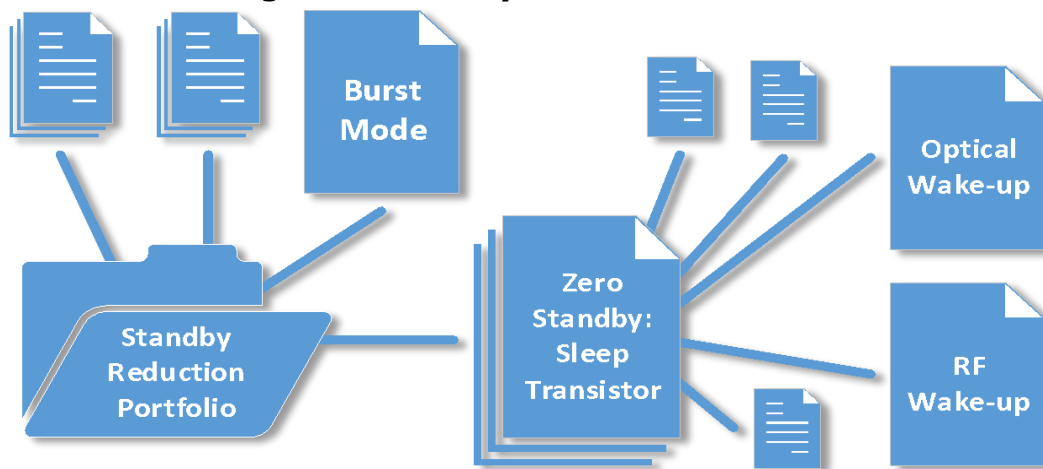 Burst
Mode
Optical
Wake-up
Zero
Standby:
Sleep
Transistor
Standby
Reduction
Portfolio
RF
Wake-up